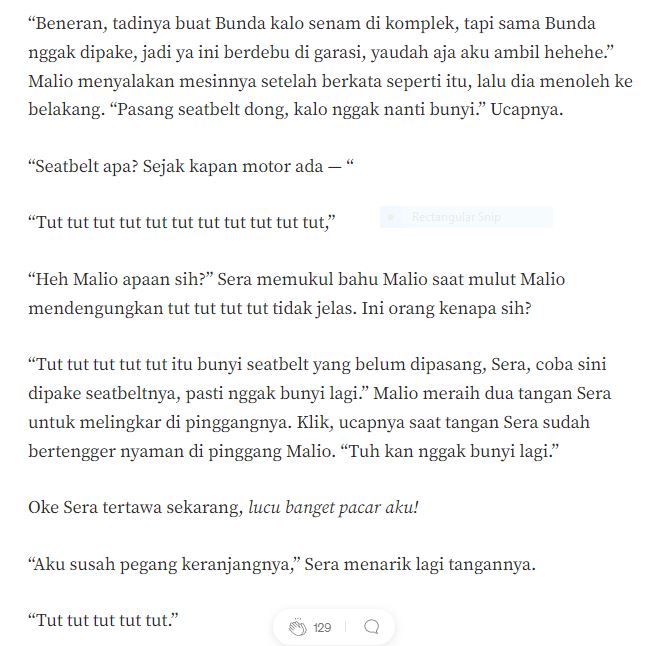 “Beneran, tadinya buat Bunda kalo senam di komplek, tapi sama Bunda
nggak dipake, jadi ya ini berdebu di garasi, yaudah aja aku ambil hehehe.”
Malio menyalakan mesinnya setelah berkata seperti itu, lalu dia menoleh ke
belakang. “Pasang seatbelt dong, kalo nggak nanti bunyi.” Ucapnya.
“Seatbelt apa? Sejak kapan motor ada — “
“Tut tut tut tut tut tut tut tut tut tut tut,”
Rectangular Snip
“Heh Malio apaan sih?” Sera memukul bahu Malio saat mulut Malio
mendengungkan tut tut tut tut tidak jelas. Ini orang kenapa sih?
“Tut tut tut tut tut itu bunyi seatbelt yang belum dipasang, Sera, coba sini
dipake seatbeltnya, pasti nggak bunyi lagi.” Malio meraih dua tangan Sera
untuk melingkar di pinggangnya. Klik, ucapnya saat tangan Sera sudah
bertengger nyaman di pinggang Malio. “Tuh kan nggak bunyi lagi.”
Oke Sera tertawa sekarang, lucu banget pacar aku!
“Aku susah pegang keranjangnya,” Sera menarik lagi tangannya.
“Tut tut tut tut tut.”
129